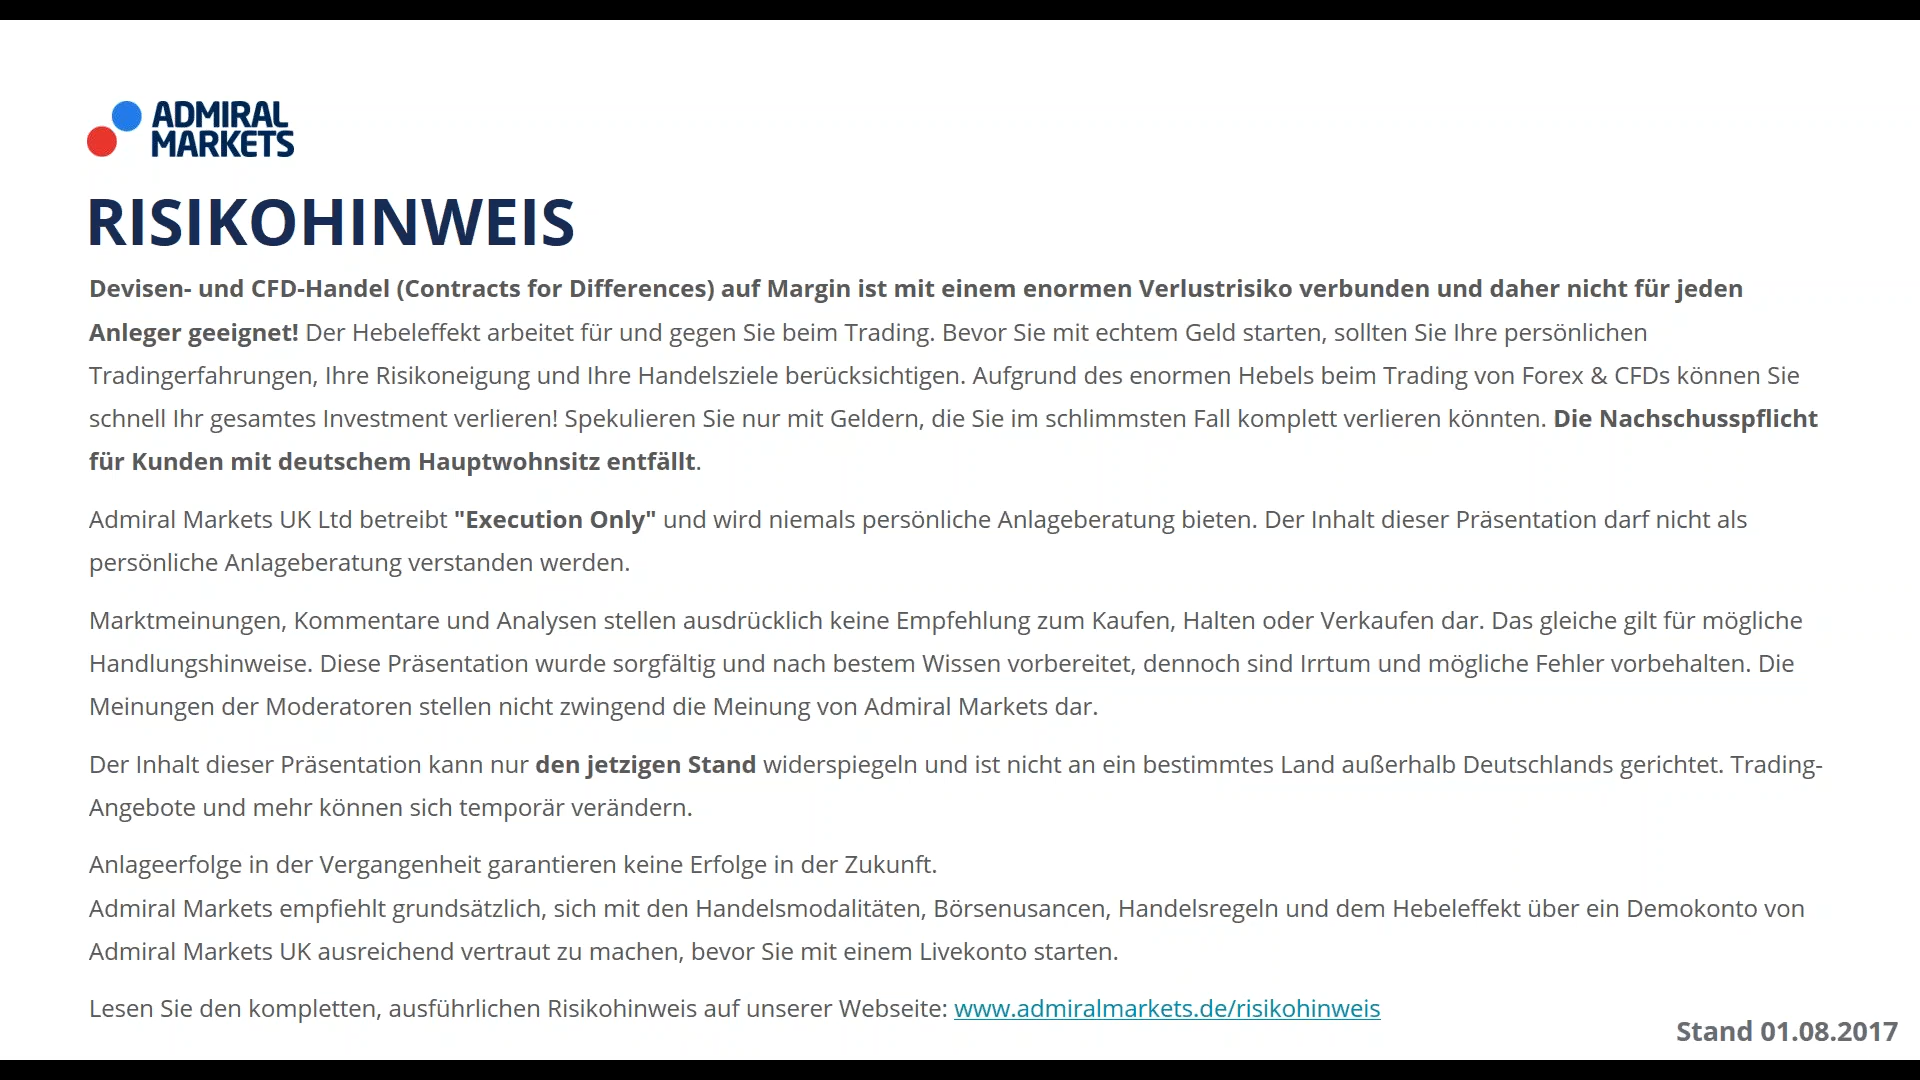 ADMIRAL
MARKETS
RISIKOHINWEIS
Devisen- und CFD-Handel (Contracts for Differences) auf Margin ist mit einem enormen Verlustrisiko verbunden und daher nicht für jeden
Anleger geeignet! Der Hebeleffekt arbeitet für und gegen Sie beim Trading. Bevor Sie mit echtem Geld starten, sollten Sie Ihre persönlichen
Tradingerfahrungen, Ihre Risikoneigung und Ihre Handelsziele berücksichtigen. Aufgrund des enormen Hebels beim Trading von Forex & CFDs können Sie
schnell Ihr gesamtes Investment verlieren! Spekulieren Sie nur mit Geldern, die Sie im schlimmsten Fall komplett verlieren könnten. Die Nachschusspflicht
für Kunden mit deutschem Hauptwohnsitz entfällt.
Admiral Markets UK Ltd betreibt "Execution Only" und wird niemals persönliche Anlageberatung bieten. Der Inhalt dieser Präsentation darf nicht als
persönliche Anlageberatung verstanden werden.
Marktmeinungen, Kommentare und Analysen stellen ausdrücklich keine Empfehlung zum Kaufen, Halten oder Verkaufen dar. Das gleiche gilt für mögliche
Handlungshinweise. Diese Präsentation wurde sorgfältig und nach bestem Wissen vorbereitet, dennoch sind Irrtum und mögliche Fehler vorbehalten. Die
Meinungen der Moderatoren stellen nicht zwingend die Meinung von Admiral Markets dar.
Der Inhalt dieser Präsentation kann nur den jetzigen Stand widerspiegeln und ist nicht an ein bestimmtes Land außerhalb Deutschlands gerichtet. Trading-
Angebote und mehr können sich temporär verändern.
Anlageerfolge in der Vergangenheit garantieren keine Erfolge in der Zukunft.
Admiral Markets empfiehlt grundsätzlich, sich mit den Handelsmodalitäten, Börsenusancen, Handelsregeln und dem Hebeleffekt über ein Demokonto von
Admiral Markets UK ausreichend vertraut zu machen, bevor Sie mit einem Livekonto starten.
Lesen Sie den kompletten, ausführlichen Risikohinweis auf unserer Webseite: www.admiralmarkets.de/risikohinweis
Stand 01.08.2017